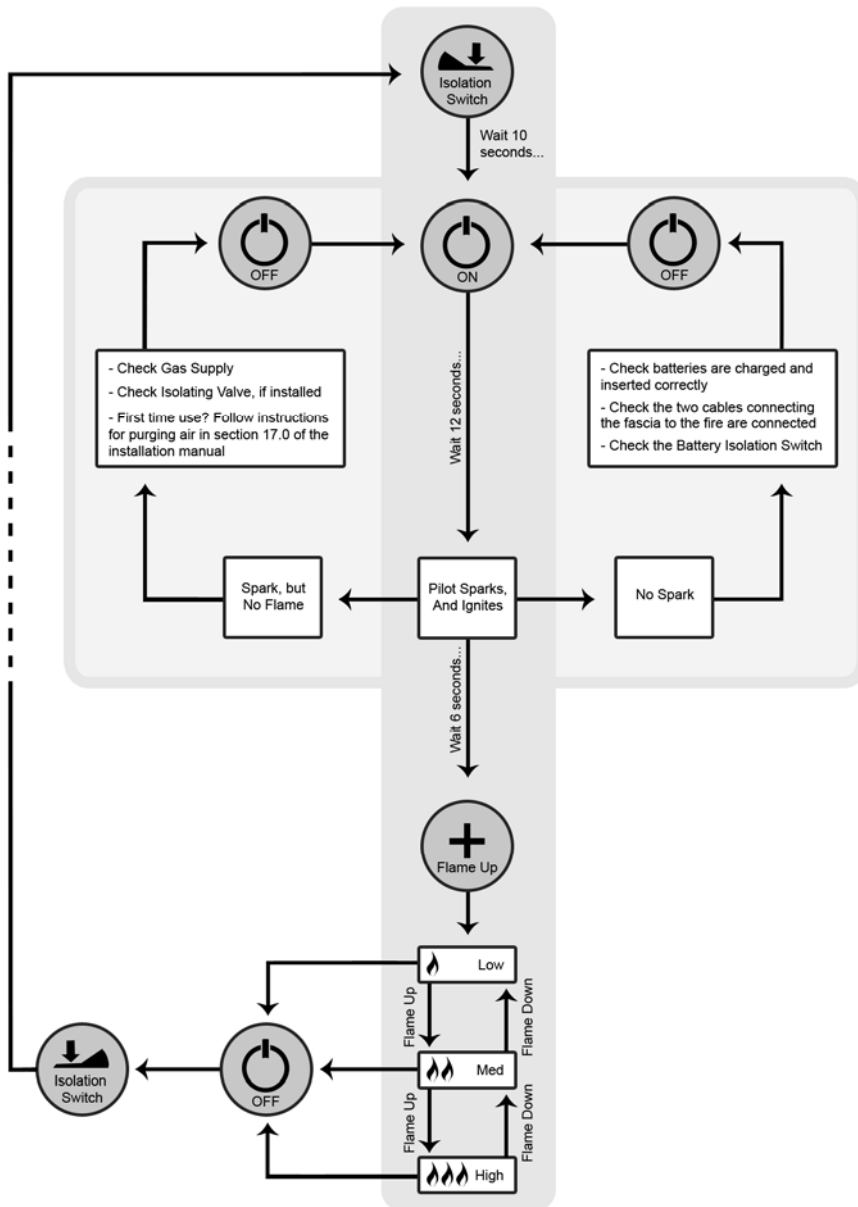 Isolation
Switch
Wait 10
seconds...
OFF
ON
OFF
- Check Gas Supply
- Check Isolating Valve, if installed
- First time use? Follow instructions
for purging air in section 17.0 of the
installation manual
Wait 12 seconds...
- Check batteries are charged and
inserted correctly
- Check the two cables connecting
the fascia to the fire are connected
- Check the Battery Isolation Switch
Spark, but
No Flame
Pilot Sparks,
And Ignites
No Spark
Wait 6 seconds...
Flame Up
Low
Flame Up
Flame Down
Isolation
Switch
OFF
Med
Flame Up
Flame Down
High